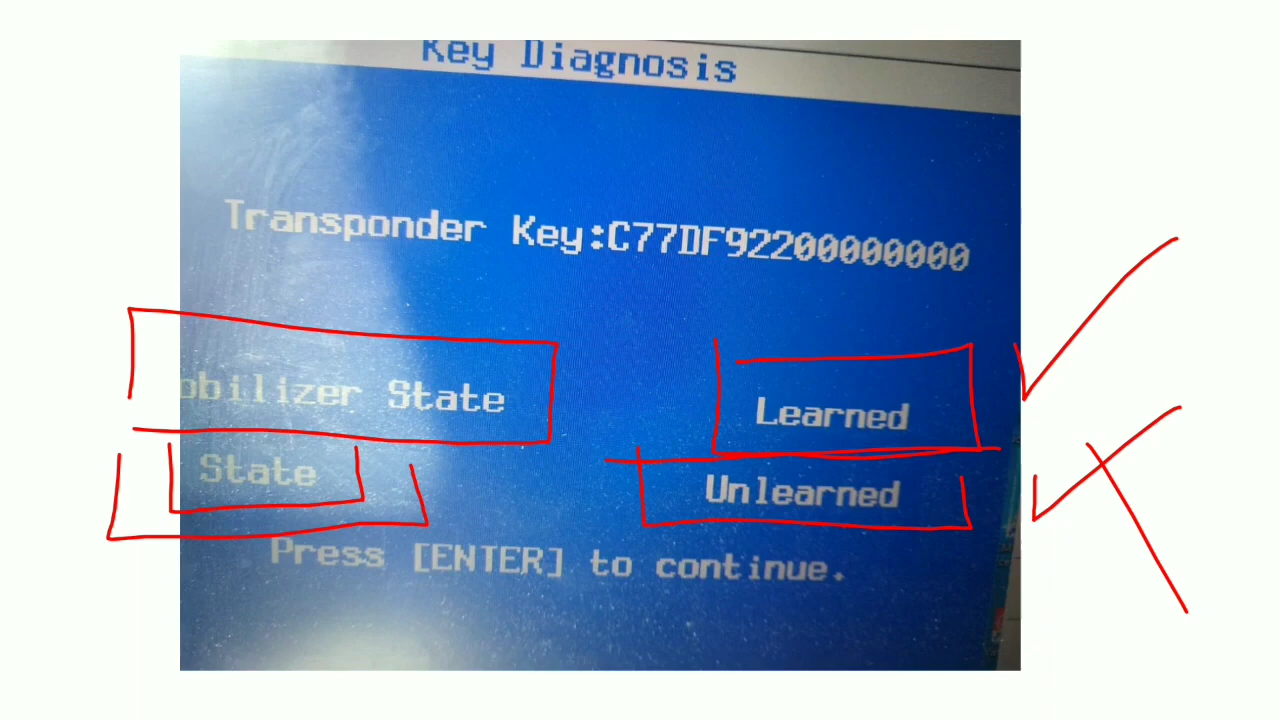 Key Diagnosis
Transponder Key:C77DF92200000000
obilizer State Learned
State Unlearned
Press [ENTER] to continue.